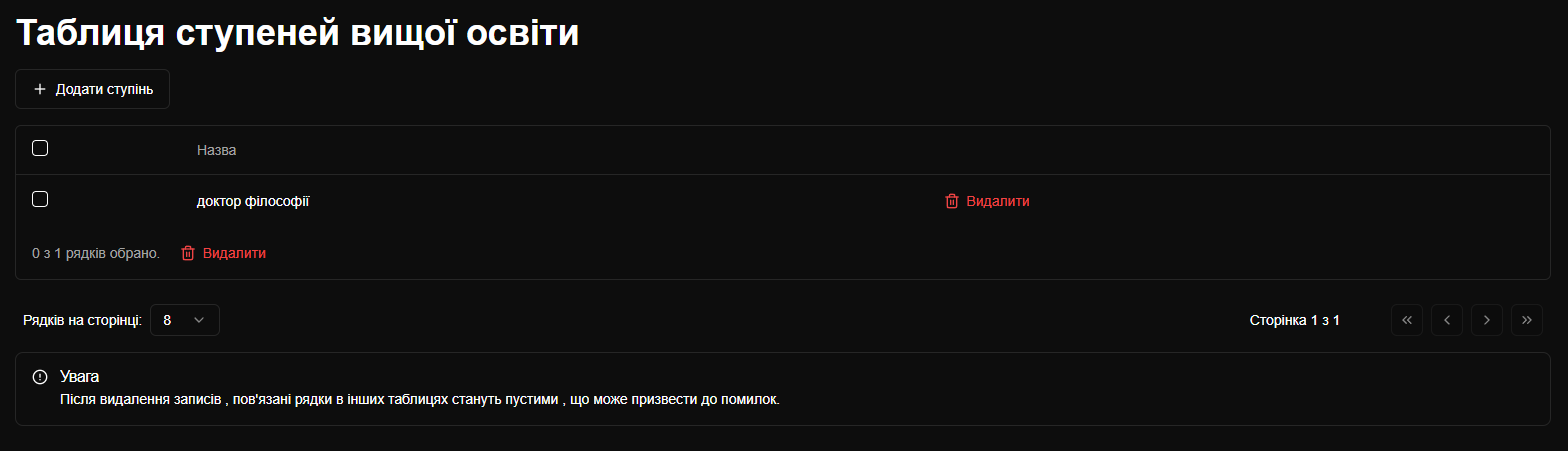 Таблиця ступеней вищої освіти
Додати ступінь
Назва
доктор філософії Видалити
0 з 1 рядків обрано. Видалити
Рядків на сторінці: 8 Сторінка 1 з 1
Увага
Після видалення записів , пов'язані рядки в інших таблицях стануть пустими , що може призвести до помилок.